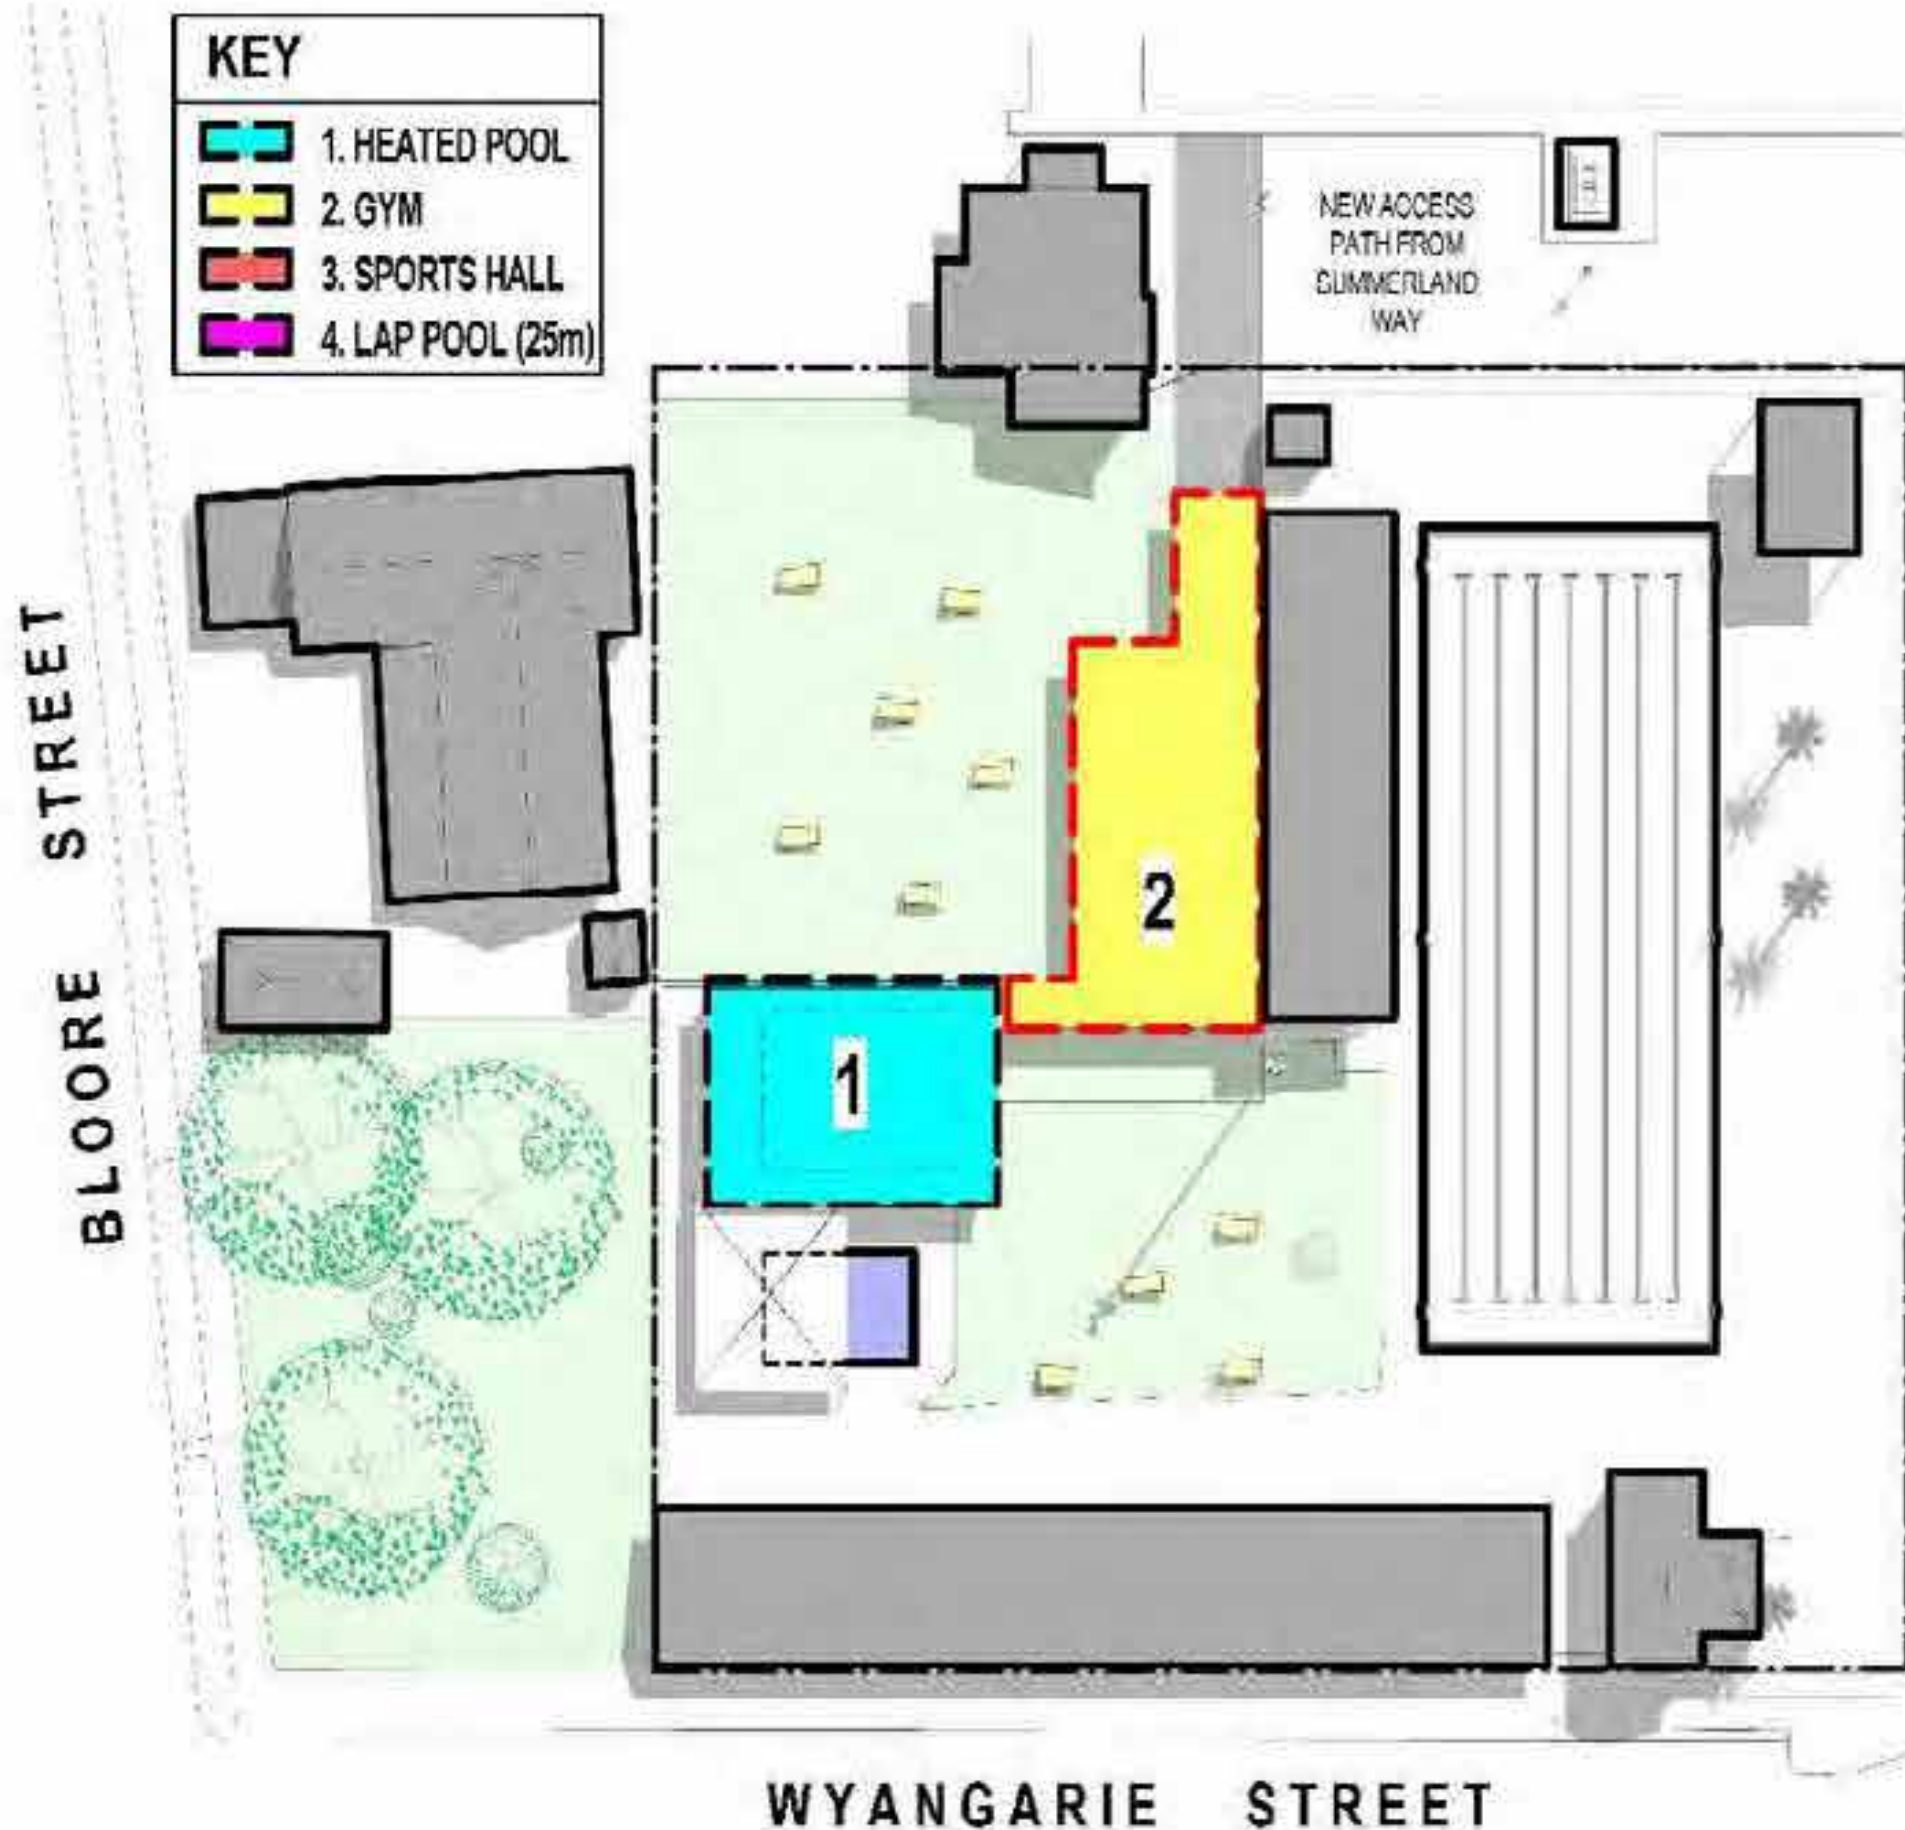 KEY
1. HEATED POOL
2. GYM
3. SPORTS HALL
4. LAP POOL (25m)
NEW ACCESS
PATH FROM
SUMMERLAND
WAY
BLOORE STREET
2
1
WYANGARIE STREET